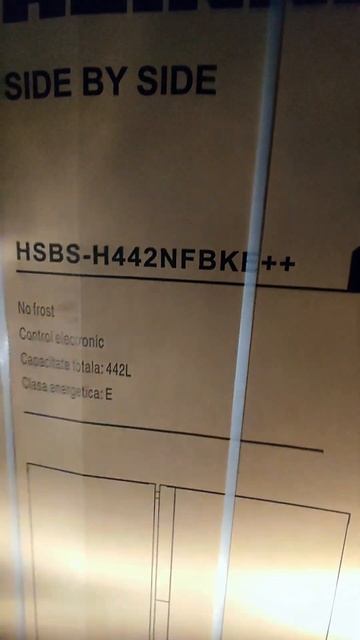 SIDE BY SIDE
HSBS-H442NFBKE++
No frost
Control electronic
Capacitate totala: 442L
Clasa energetica: E